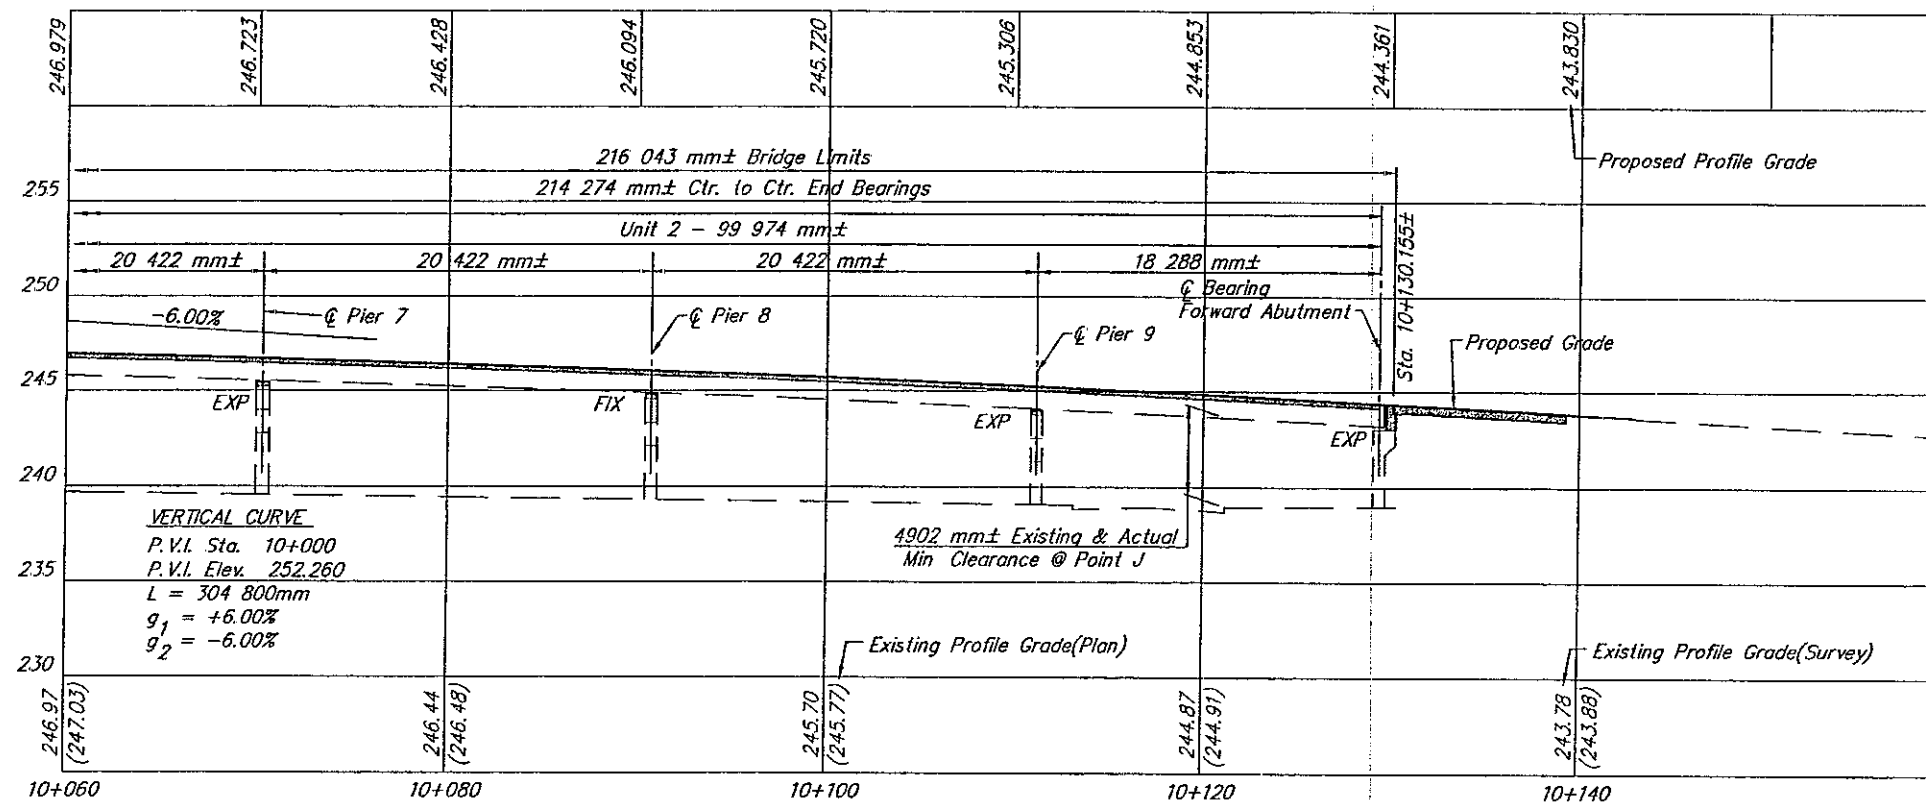 246.979
246.723
246.428
246.094
245.720
245.306
244.853
244.361
243.830
216 043 mm± Bridge Limits
Proposed Profile Grade
255
214 274 mm± Ctr. to Ctr. End Bearings
Unit 2 - 99 974 mm±
20 422 mm±
20 422 mm±
20 422 mm±
18 288 mm±
Sta. 10+130.155±
250
℄ Bearing
Forward Abutment
-6.00%
℄ Pier 7
℄ Pier 8
℄ Pier 9
Proposed Grade
245
EXP
FIX
EXP
EXP
240
VERTICAL CURVE
P.V.I. Sta. 10+000
P.V.I. Elev. 252.260
L = 304 800mm
g1 = +6.00%
g2 = -6.00%
4902 mm± Existing & Actual
Min Clearance @ Point J
235
Existing Profile Grade(Plan)
Existing Profile Grade(Survey)
230
246.97
(247.03)
246.44
(246.48)
245.70
(245.77)
244.87
(244.91)
243.78
(243.88)
10+060
10+080
10+100
10+120
10+140